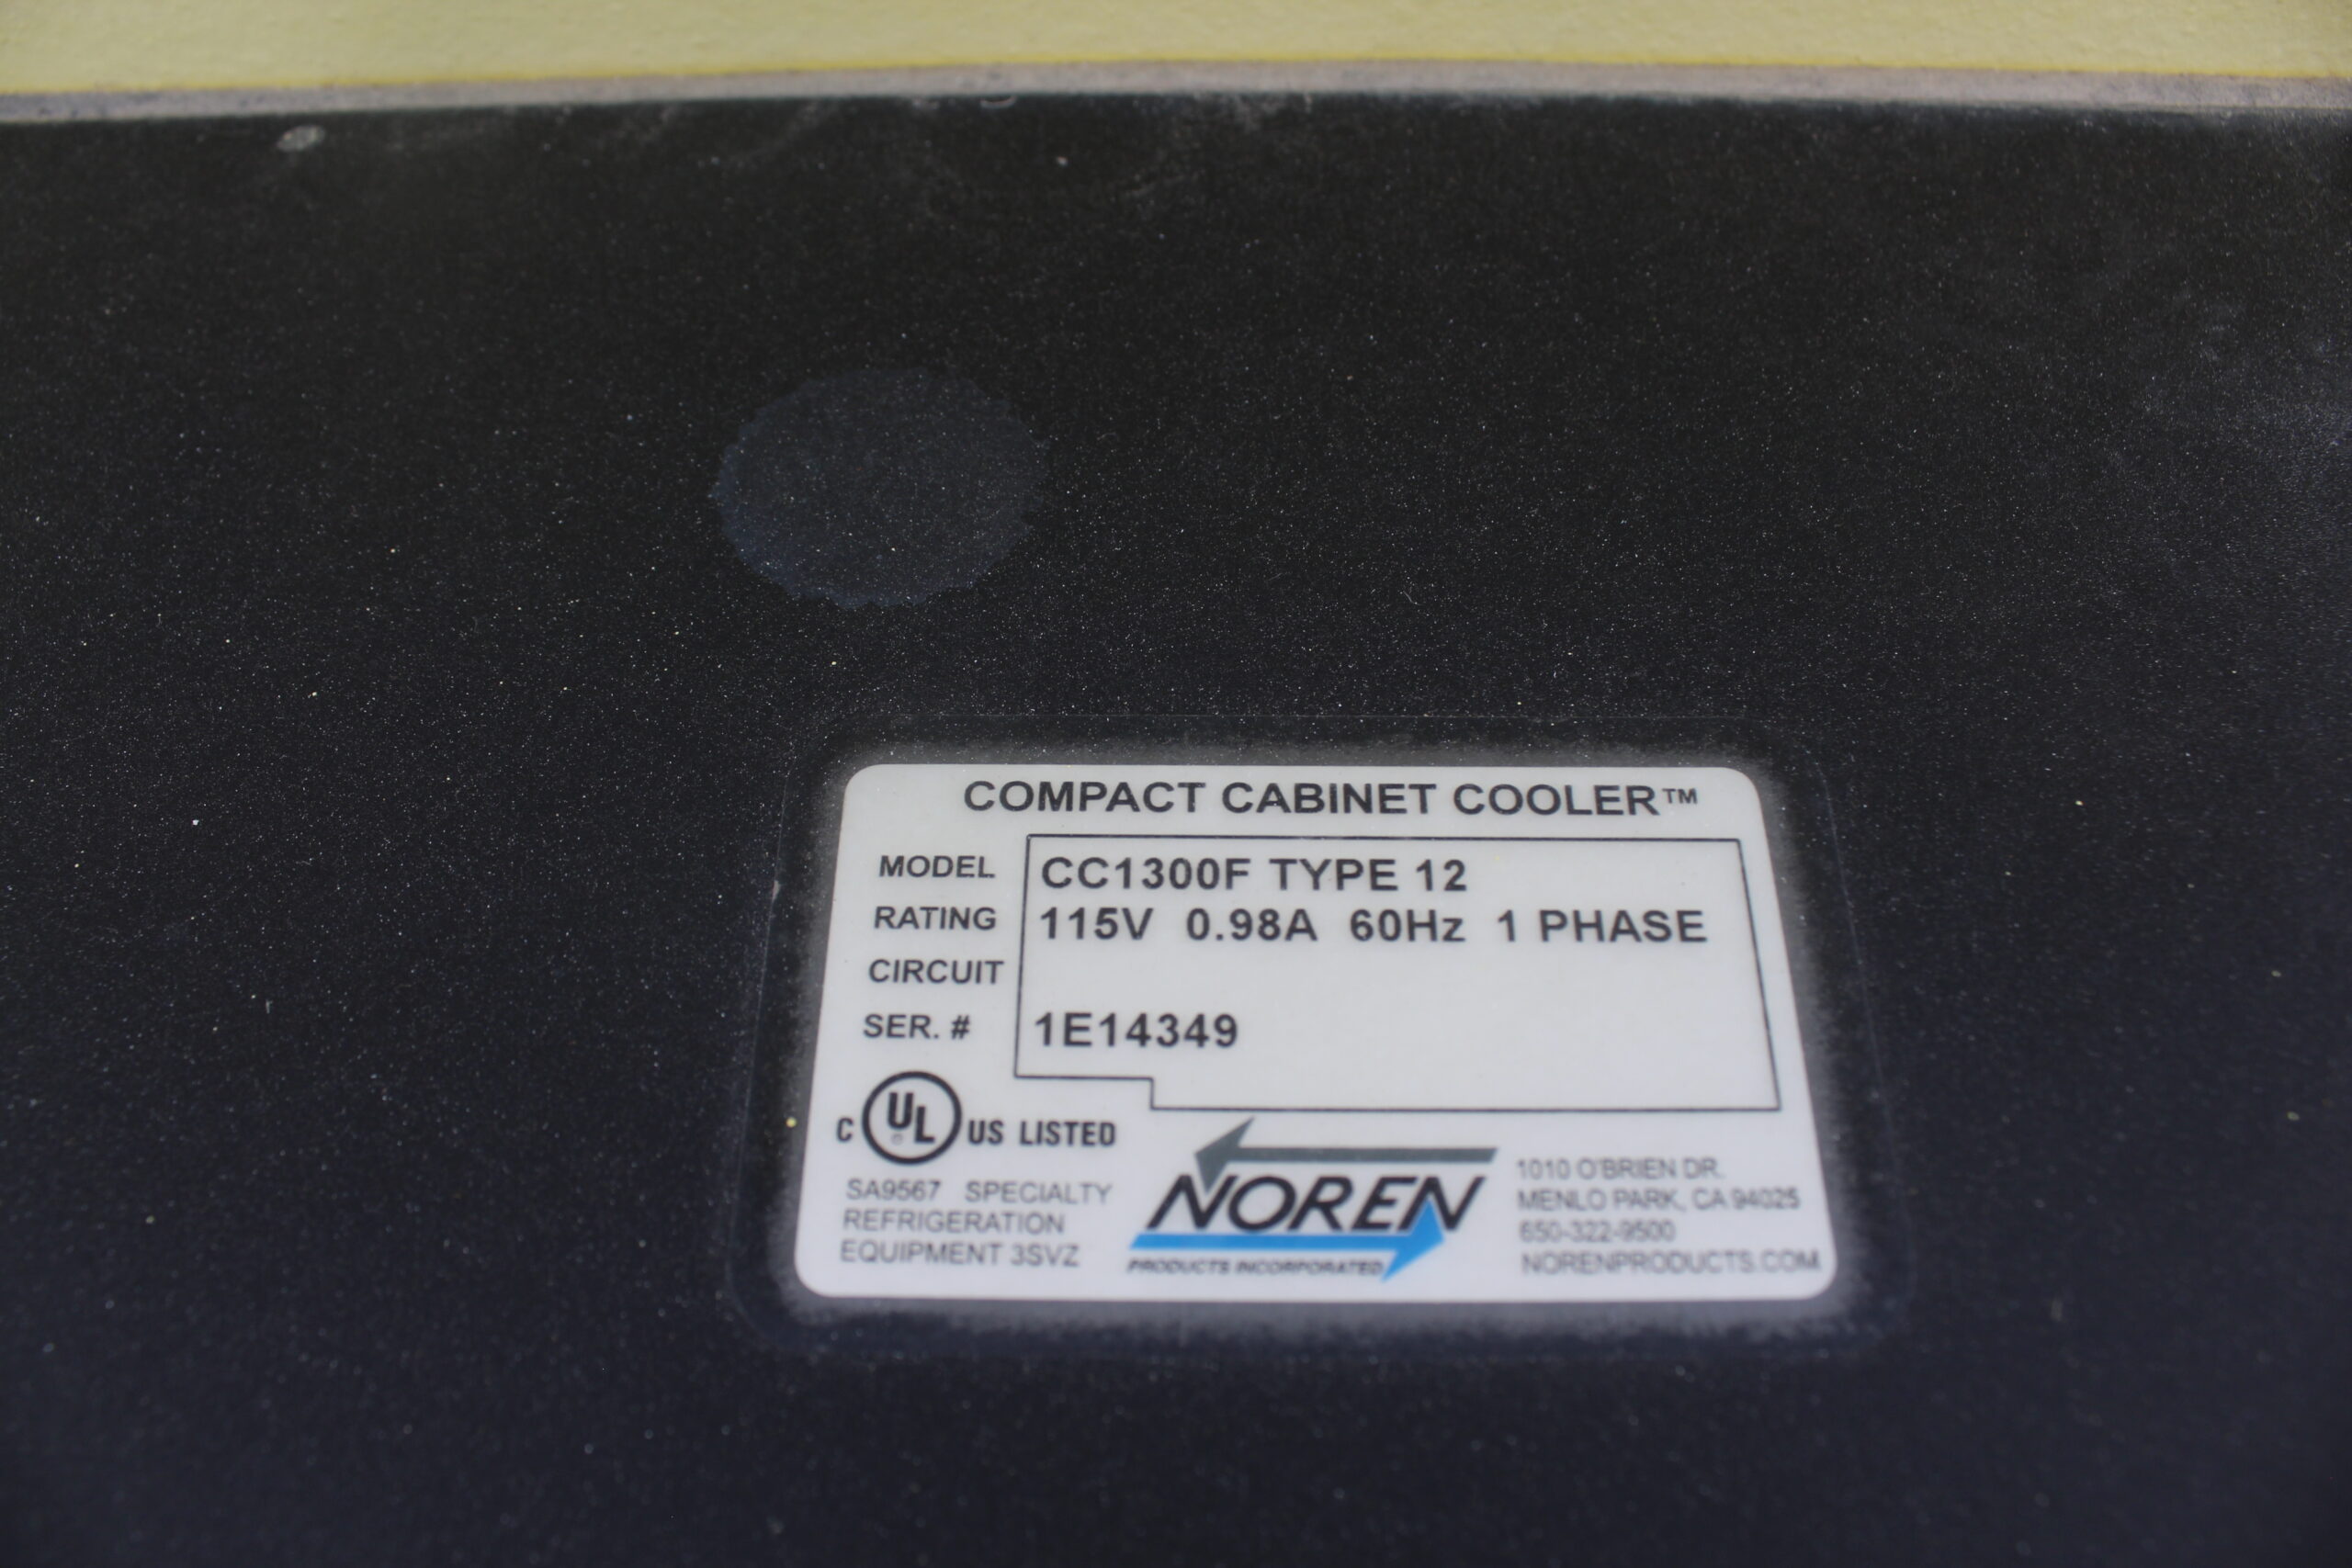 COMPACT CABINET COOLER™
MODEL CC1300F TYPE 12
RATING 115V 0.98A 60Hz 1 PHASE
CIRCUIT
SER. # 1E14349
C UL ® US LISTED
SA9567 SPECIALTY
REFRIGERATION
EQUIPMENT 3SVZ
NOREN
PRODUCTS INCORPORATED
1010 O'BRIEN DR.
MENLO PARK, CA 94025
650-322-9500
NORENPRODUCTS.COM